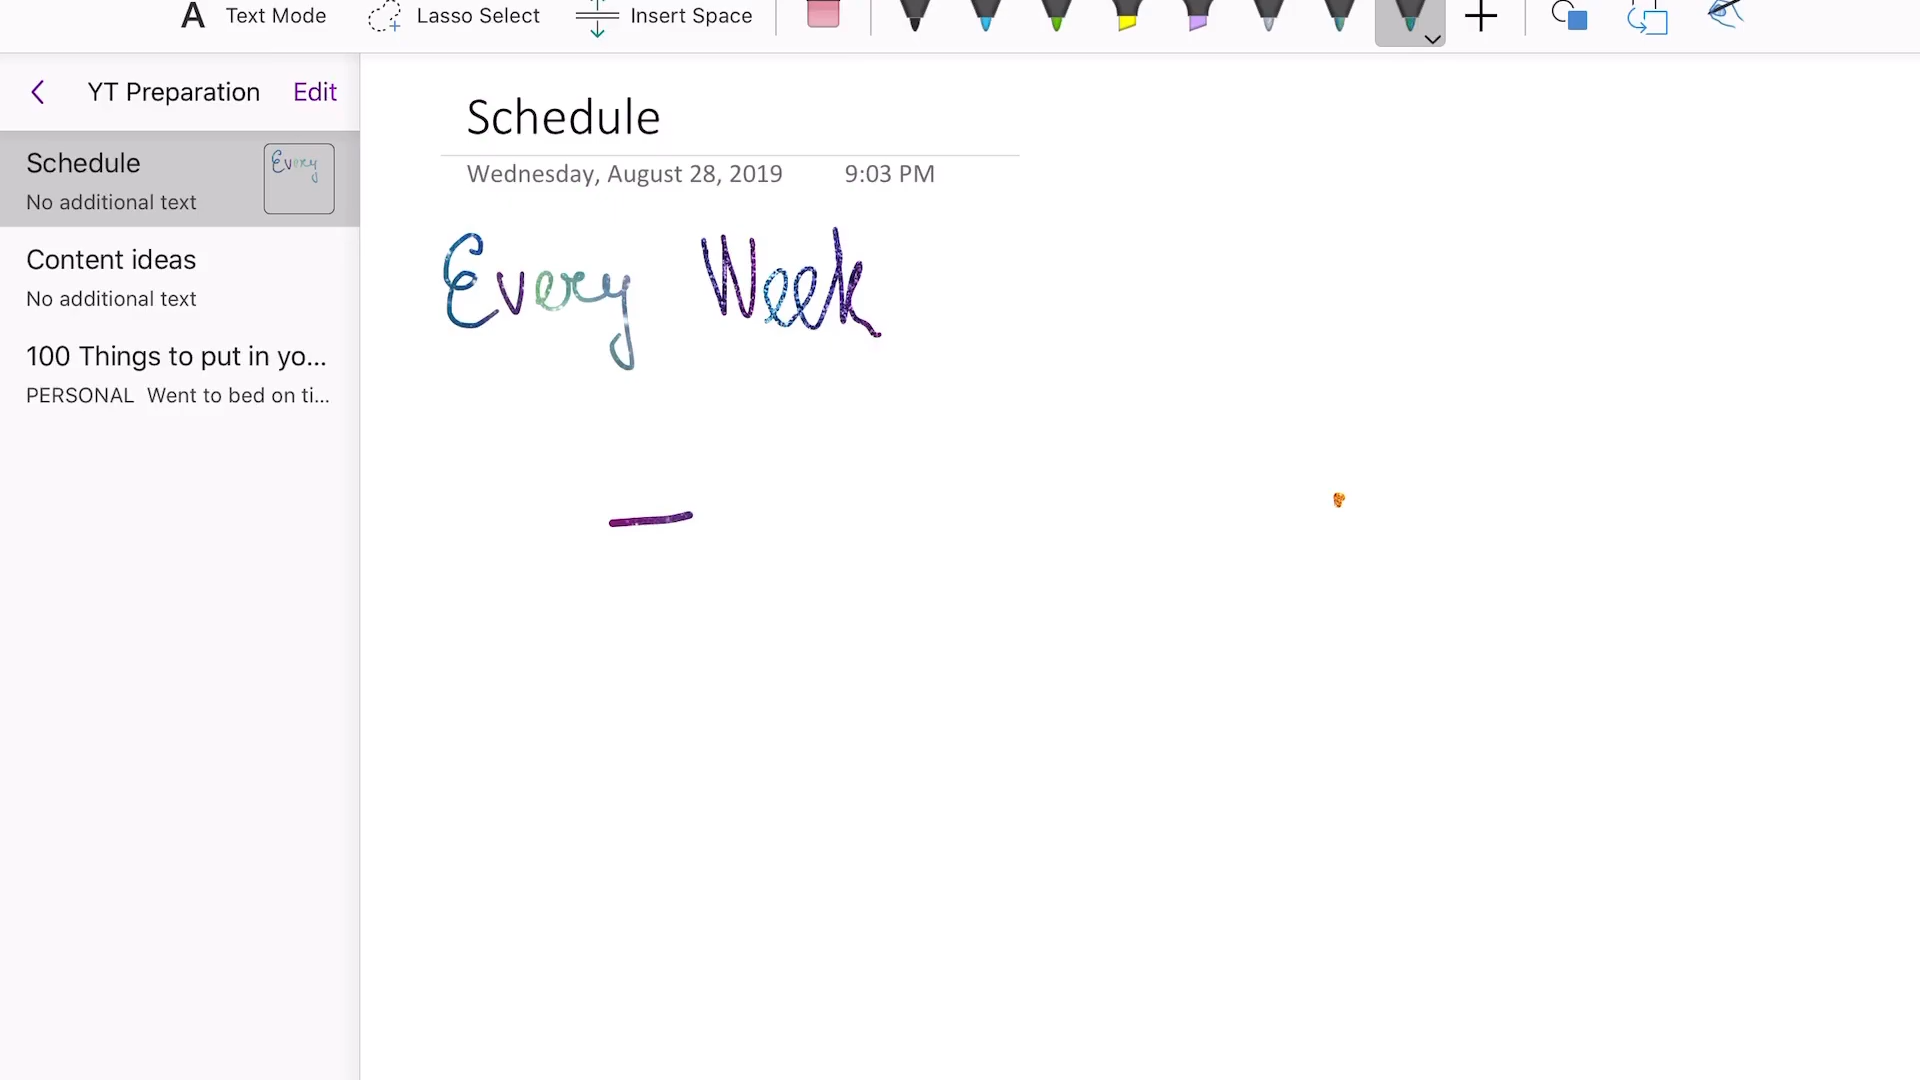 A Text Mode Lasso Select Insert Space
YT Preparation Edit
Schedule
No additional text
Every
Content ideas
No additional text
100 Things to put in yo...
PERSONAL Went to bed on ti...
Schedule
Wednesday, August 28, 2019 9:03 PM
Every Week